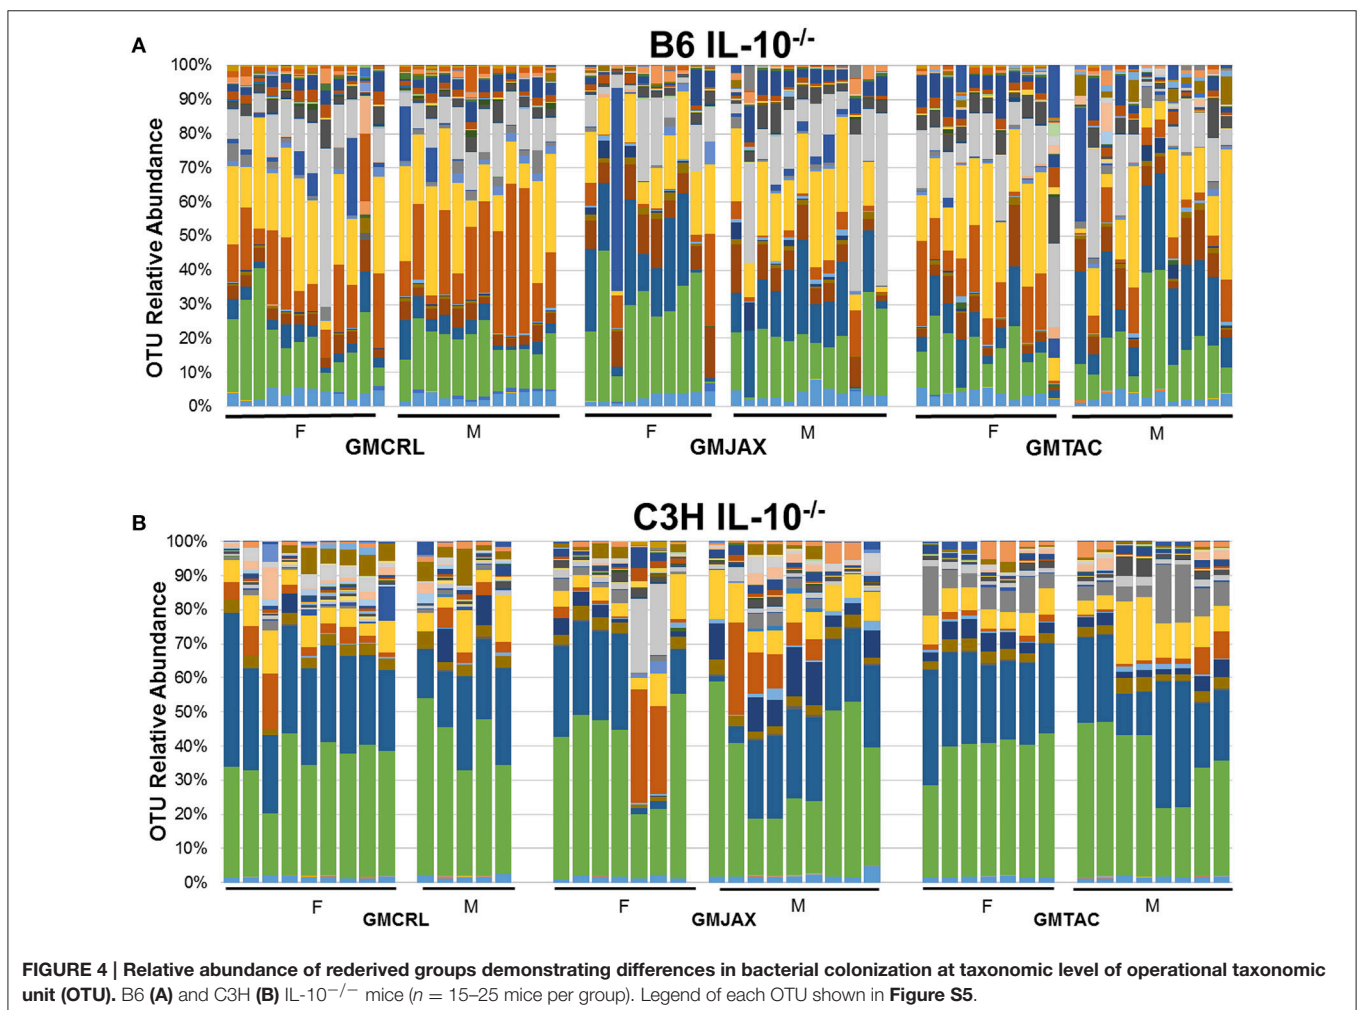 A
B6 IL-10-/-
OTU Relative Abundance
100%
90%
80%
70%
60%
50%
40%
30%
20%
10%
0%
F M F M F M
GMCRL GMJAX GMTAC
B
C3H IL-10-/-
OTU Relative Abundance
100%
90%
80%
70%
60%
50%
40%
30%
20%
10%
0%
F M F M F M
GMCRL GMJAX GMTAC
FIGURE 4 | Relative abundance of rederived groups demonstrating differences in bacterial colonization at taxonomic level of operational taxonomic
unit (OTU). B6 (A) and C3H (B) IL-10−/− mice (n = 15–25 mice per group). Legend of each OTU shown in Figure S5.